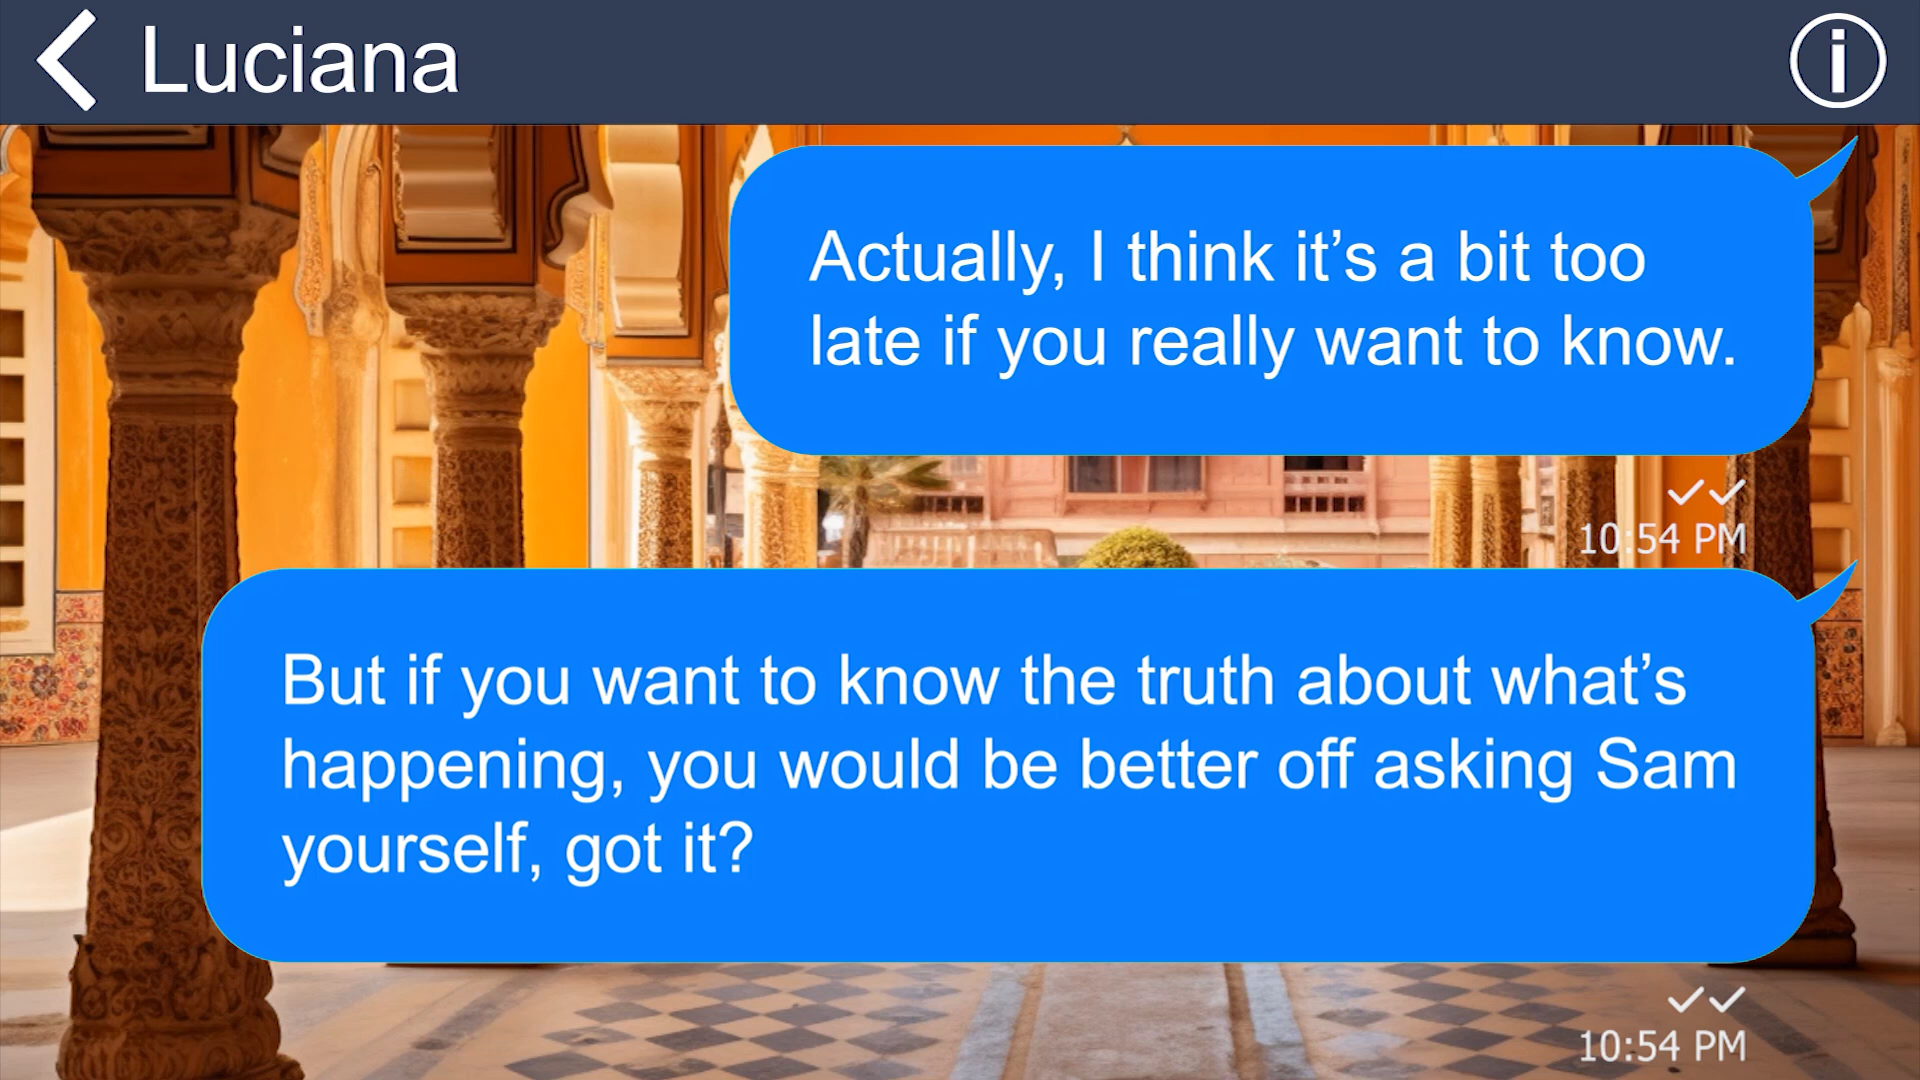 Luciana
Actually, I think it’s a bit too
late if you really want to know.
10:54 PM
But if you want to know the truth about what’s
happening, you would be better off asking Sam
yourself, got it?
10:54 PM